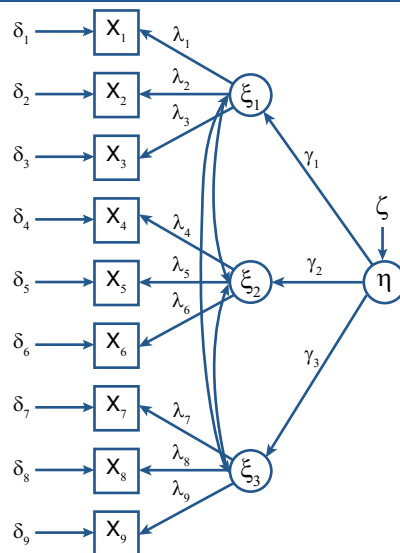 δ₁ X₁ λ₁
δ₂ X₂ λ₂ ξ₁
δ₃ X₃ λ₃ γ₁
δ₄ X₄ λ₄ ζ
δ₅ X₅ λ₅ ξ₂ γ₂ η
δ₆ X₆ λ₆
δ₇ X₇ λ₇ γ₃
δ₈ X₈ λ₈ ξ₃
δ₉ X₉ λ₉